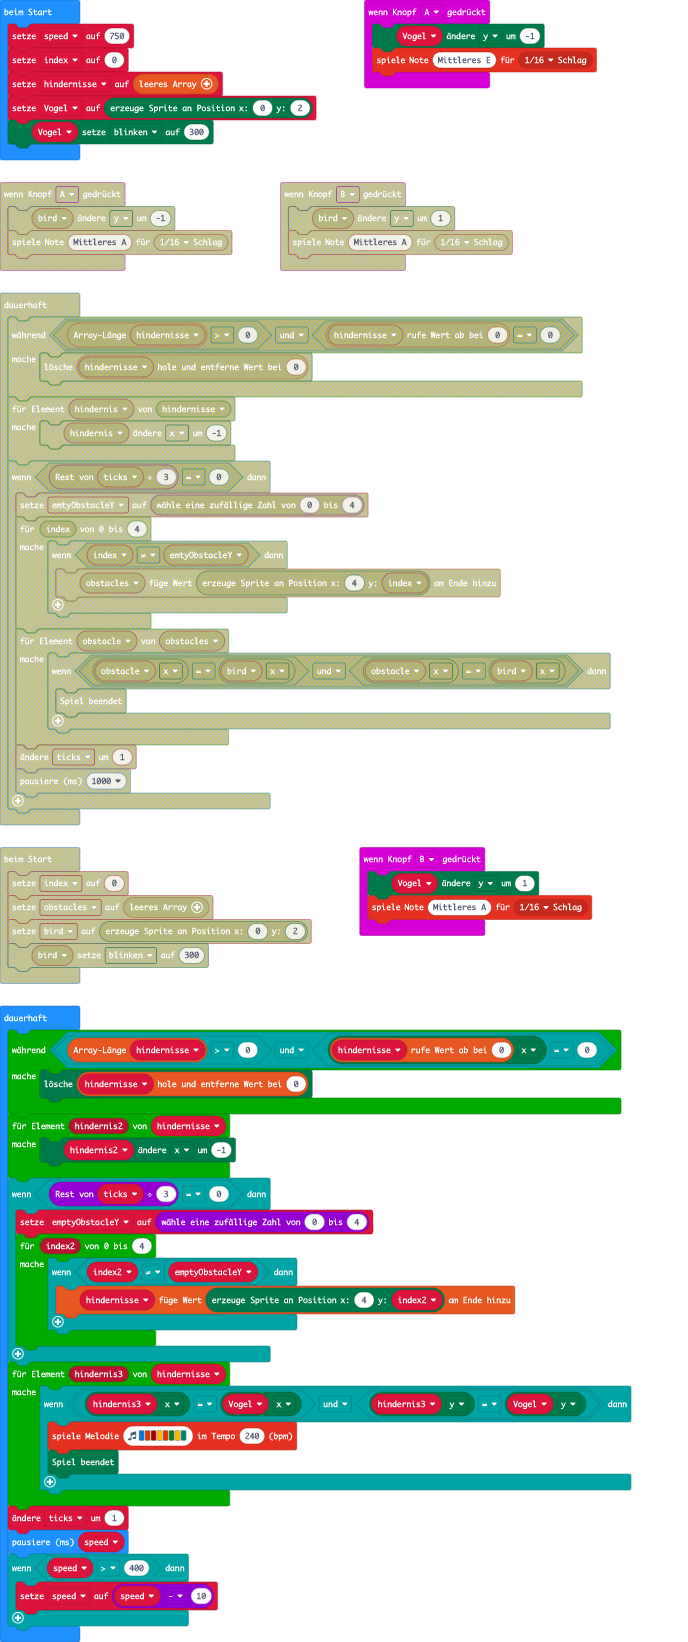 beim Start
setze speed auf 750
setze index auf 0
setze hindernisse auf leeres Array
setze Vogel auf erzeuge Sprite an Position x: 0 y: 2
Vogel setze blinken auf 300
wenn Knopf A gedrückt
Vogel ändere y um -1
spiele Note Mittleres E für 1/16 Schlag
wenn Knopf A gedrückt
bird ändere y um -1
spiele Note Mittleres A für 1/16 Schlag
wenn Knopf B gedrückt
bird ändere y um 1
spiele Note Mittleres A für 1/16 Schlag
dauerhaft
während Array-Länge hindernisse > 0 und hindernisse rufe Wert ab bei 0 = 0
mache
lösche hindernisse hole und entferne Wert bei 0
für Element hindernis von hindernisse
mache
hindernis ändere x um -1
wenn Rest von ticks ÷ 3 = 0 dann
setze emtyObstacleY auf wähle eine zufällige Zahl von 0 bis 4
für index von 0 bis 4
mache
wenn index ≠ emtyObstacleY dann
obstacles füge Wert erzeuge Sprite an Position x: 4 y: index am Ende hinzu
für Element obstacle von obstacles
mache
wenn obstacle x = bird x und obstacle x = bird x dann
Spiel beendet
ändere ticks um 1
pausiere (ms) 1000
beim Start
setze index auf 0
setze obstacles auf leeres Array
setze bird auf erzeuge Sprite an Position x: 0 y: 2
bird setze blinken auf 300
wenn Knopf B gedrückt
Vogel ändere y um 1
spiele Note Mittleres A für 1/16 Schlag
dauerhaft
während Array-Länge hindernisse > 0 und hindernisse rufe Wert ab bei 0 x = 0
mache
lösche hindernisse hole und entferne Wert bei 0
für Element hindernis2 von hindernisse
mache
hindernis2 ändere x um -1
wenn Rest von ticks ÷ 3 = 0 dann
setze emptyObstacleY auf wähle eine zufällige Zahl von 0 bis 4
für index2 von 0 bis 4
mache
wenn index2 ≠ emptyObstacleY dann
hindernisse füge Wert erzeuge Sprite an Position x: 4 y: index2 am Ende hinzu
für Element hindernis3 von hindernisse
mache
wenn hindernis3 x = Vogel x und hindernis3 y = Vogel y dann
spiele Melodie im Tempo 240 (bpm)
Spiel beendet
ändere ticks um 1
pausiere (ms) speed
wenn speed > 400 dann
setze speed auf speed - 10